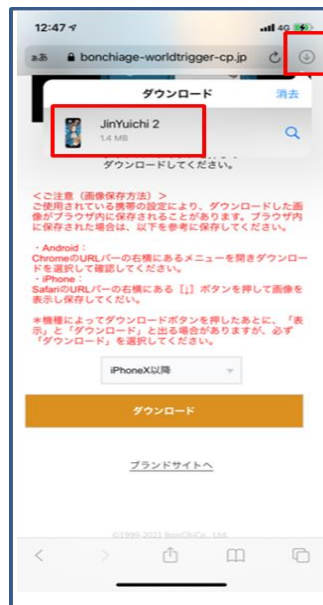 12:47
4G
ぁあ bonchiage-worldtrigger-cp.jp
ダウンロード 消去
JinYuichi 2
1.4 MB
ダウンロードしてください。
<ご注意（画像保存方法）>
ご使用されている携帯の設定により、ダウンロードした画
像がブラウザ内に保存されることがあります。ブラウザ内
に保存された場合は、以下を参考に保存してください。
・Android：
ChromeのURLバーの右横にあるメニューを開きダウンロー
ドを選択して確認してください。
・iPhone：
SafariのURLバーの右横にある［↓］ボタンを押して画像を
表示し保存してくだい。
＊機種によってダウンロードボタンを押したあとに、「表
示」と「ダウンロード」と出る場合がありますが、必ず
「ダウンロード」を選択してください。
iPhoneX以降
ダウンロード
ブランドサイトへ
©1999-2021 BonChiCo., Ltd.